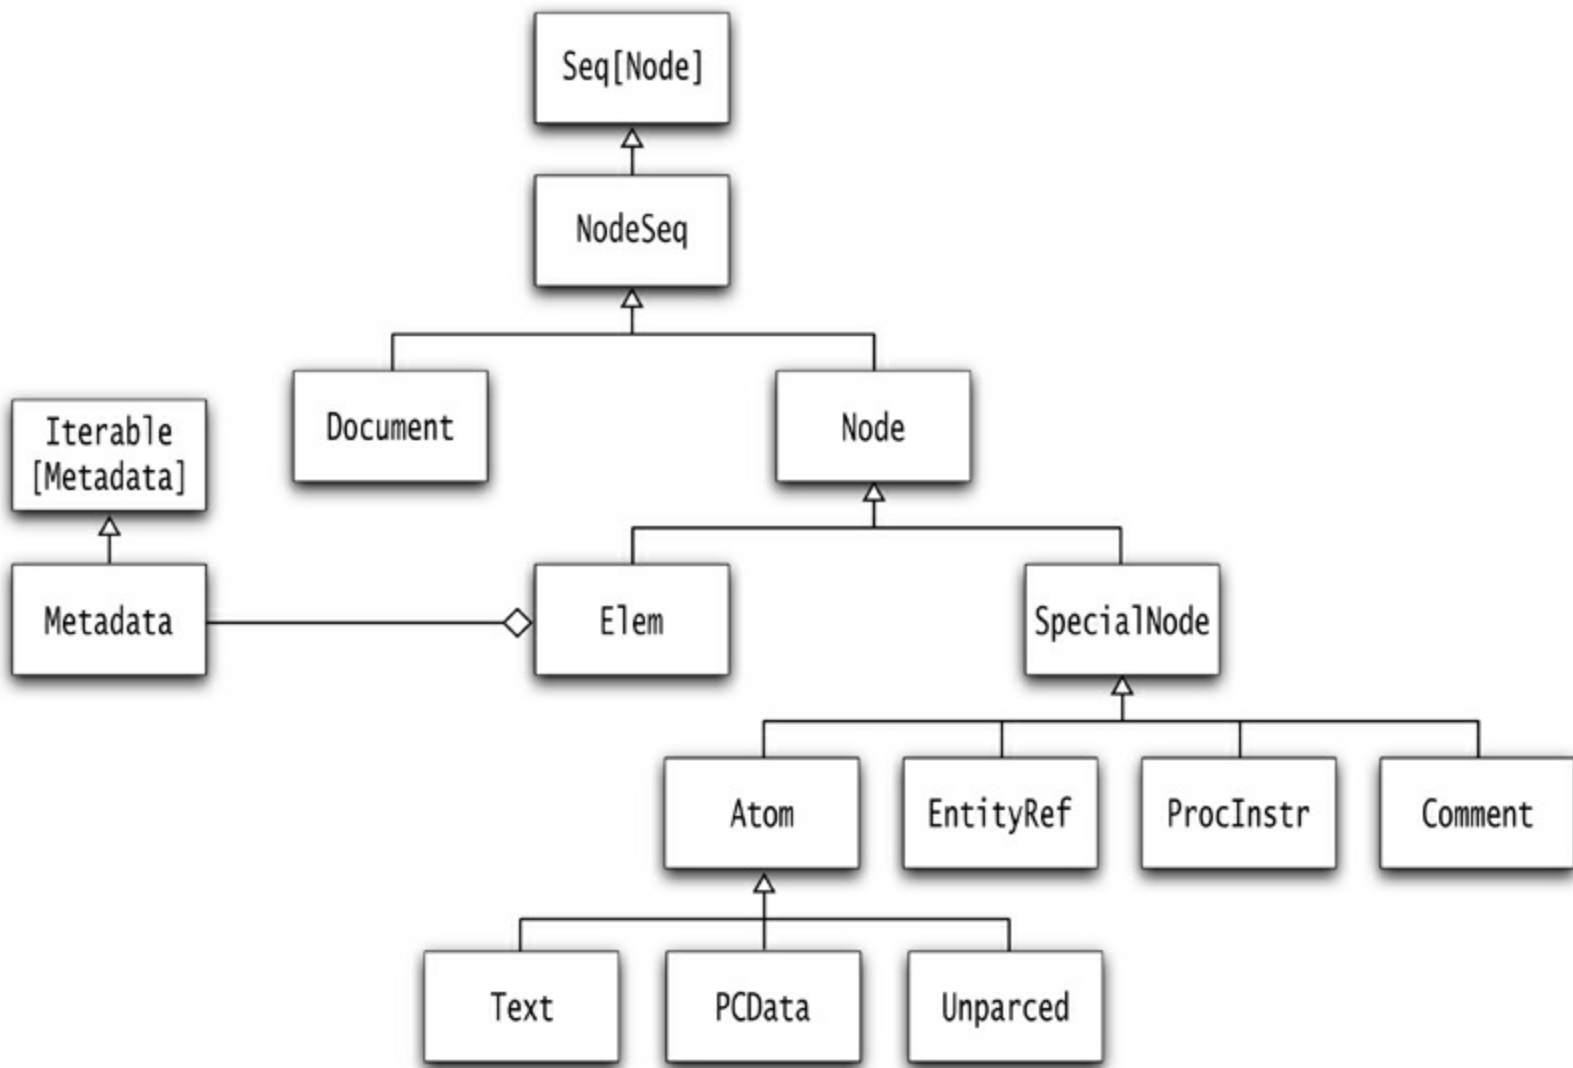 Seq[Node]
NodeSeq
Document
Node
Iterable
[Metadata]
Metadata
Elem
SpecialNode
Atom
EntityRef
ProcInstr
Comment
Text
PCData
Unparced